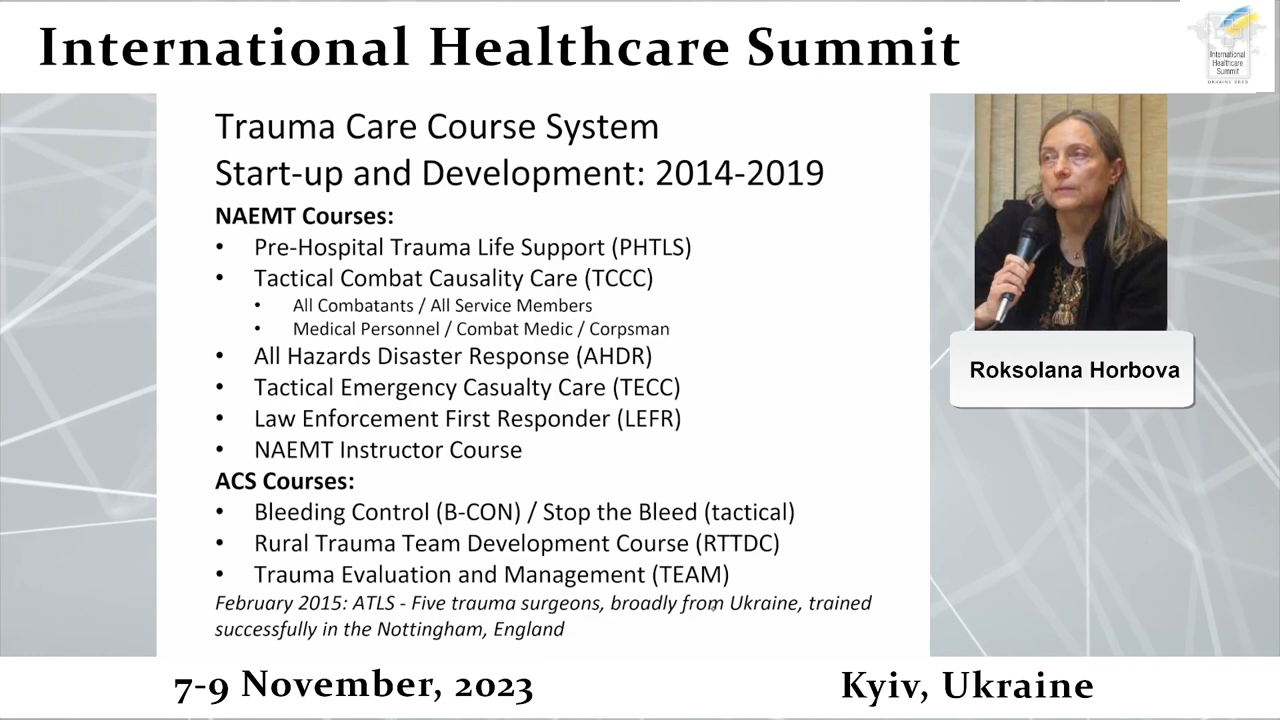 International Healthcare Summit
International
Healthcare
Summit
UKRAINE 2023
Trauma Care Course System
Start-up and Development: 2014-2019
NAEMT Courses:
• Pre-Hospital Trauma Life Support (PHTLS)
• Tactical Combat Causality Care (TCCC)
• All Combatants / All Service Members
• Medical Personnel / Combat Medic / Corpsman
• All Hazards Disaster Response (AHDR)
• Tactical Emergency Casualty Care (TECC)
• Law Enforcement First Responder (LEFR)
• NAEMT Instructor Course
ACS Courses:
• Bleeding Control (B-CON) / Stop the Bleed (tactical)
• Rural Trauma Team Development Course (RTTDC)
• Trauma Evaluation and Management (TEAM)
February 2015: ATLS - Five trauma surgeons, broadly from Ukraine, trained
successfully in the Nottingham, England
Roksolana Horbova
7-9 November, 2023
Kyiv, Ukraine